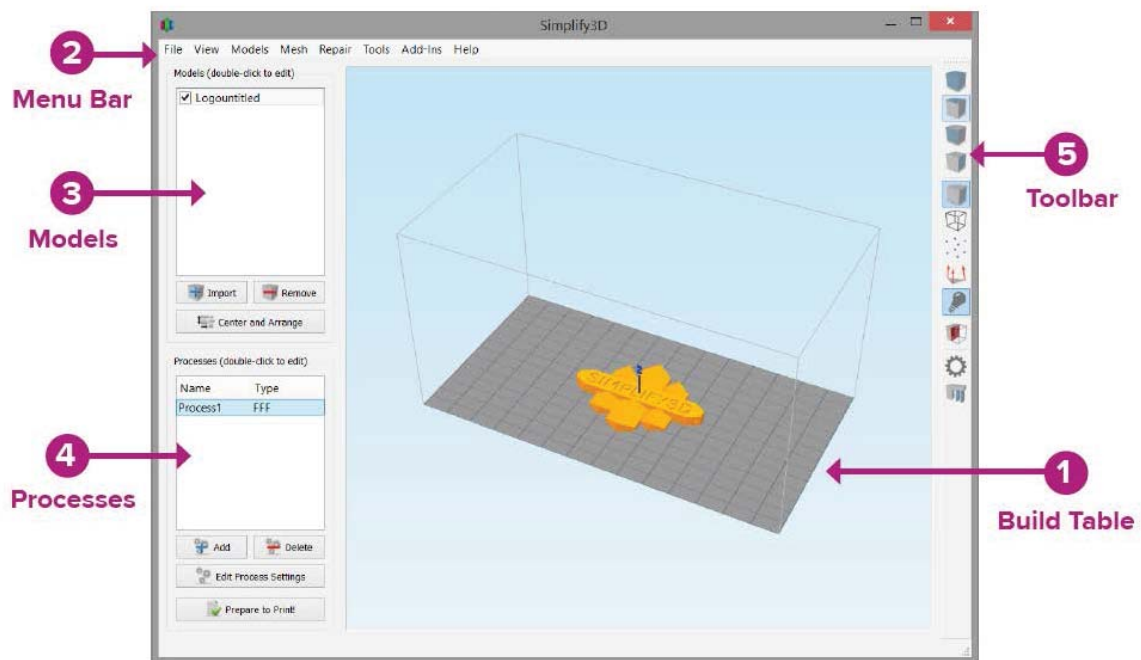 Simplify3D
File View Models Mesh Repair Tools Add-Ins Help
2
Menu Bar
Models (double-click to edit)
Logountitled
3
Models
Import Remove
Center and Arrange
Processes (double-click to edit)
Name Type
Process1 FFF
4
Processes
Add Delete
Edit Process Settings
Prepare to Print!
SIMPLIFY3D
5
Toolbar
1
Build Table